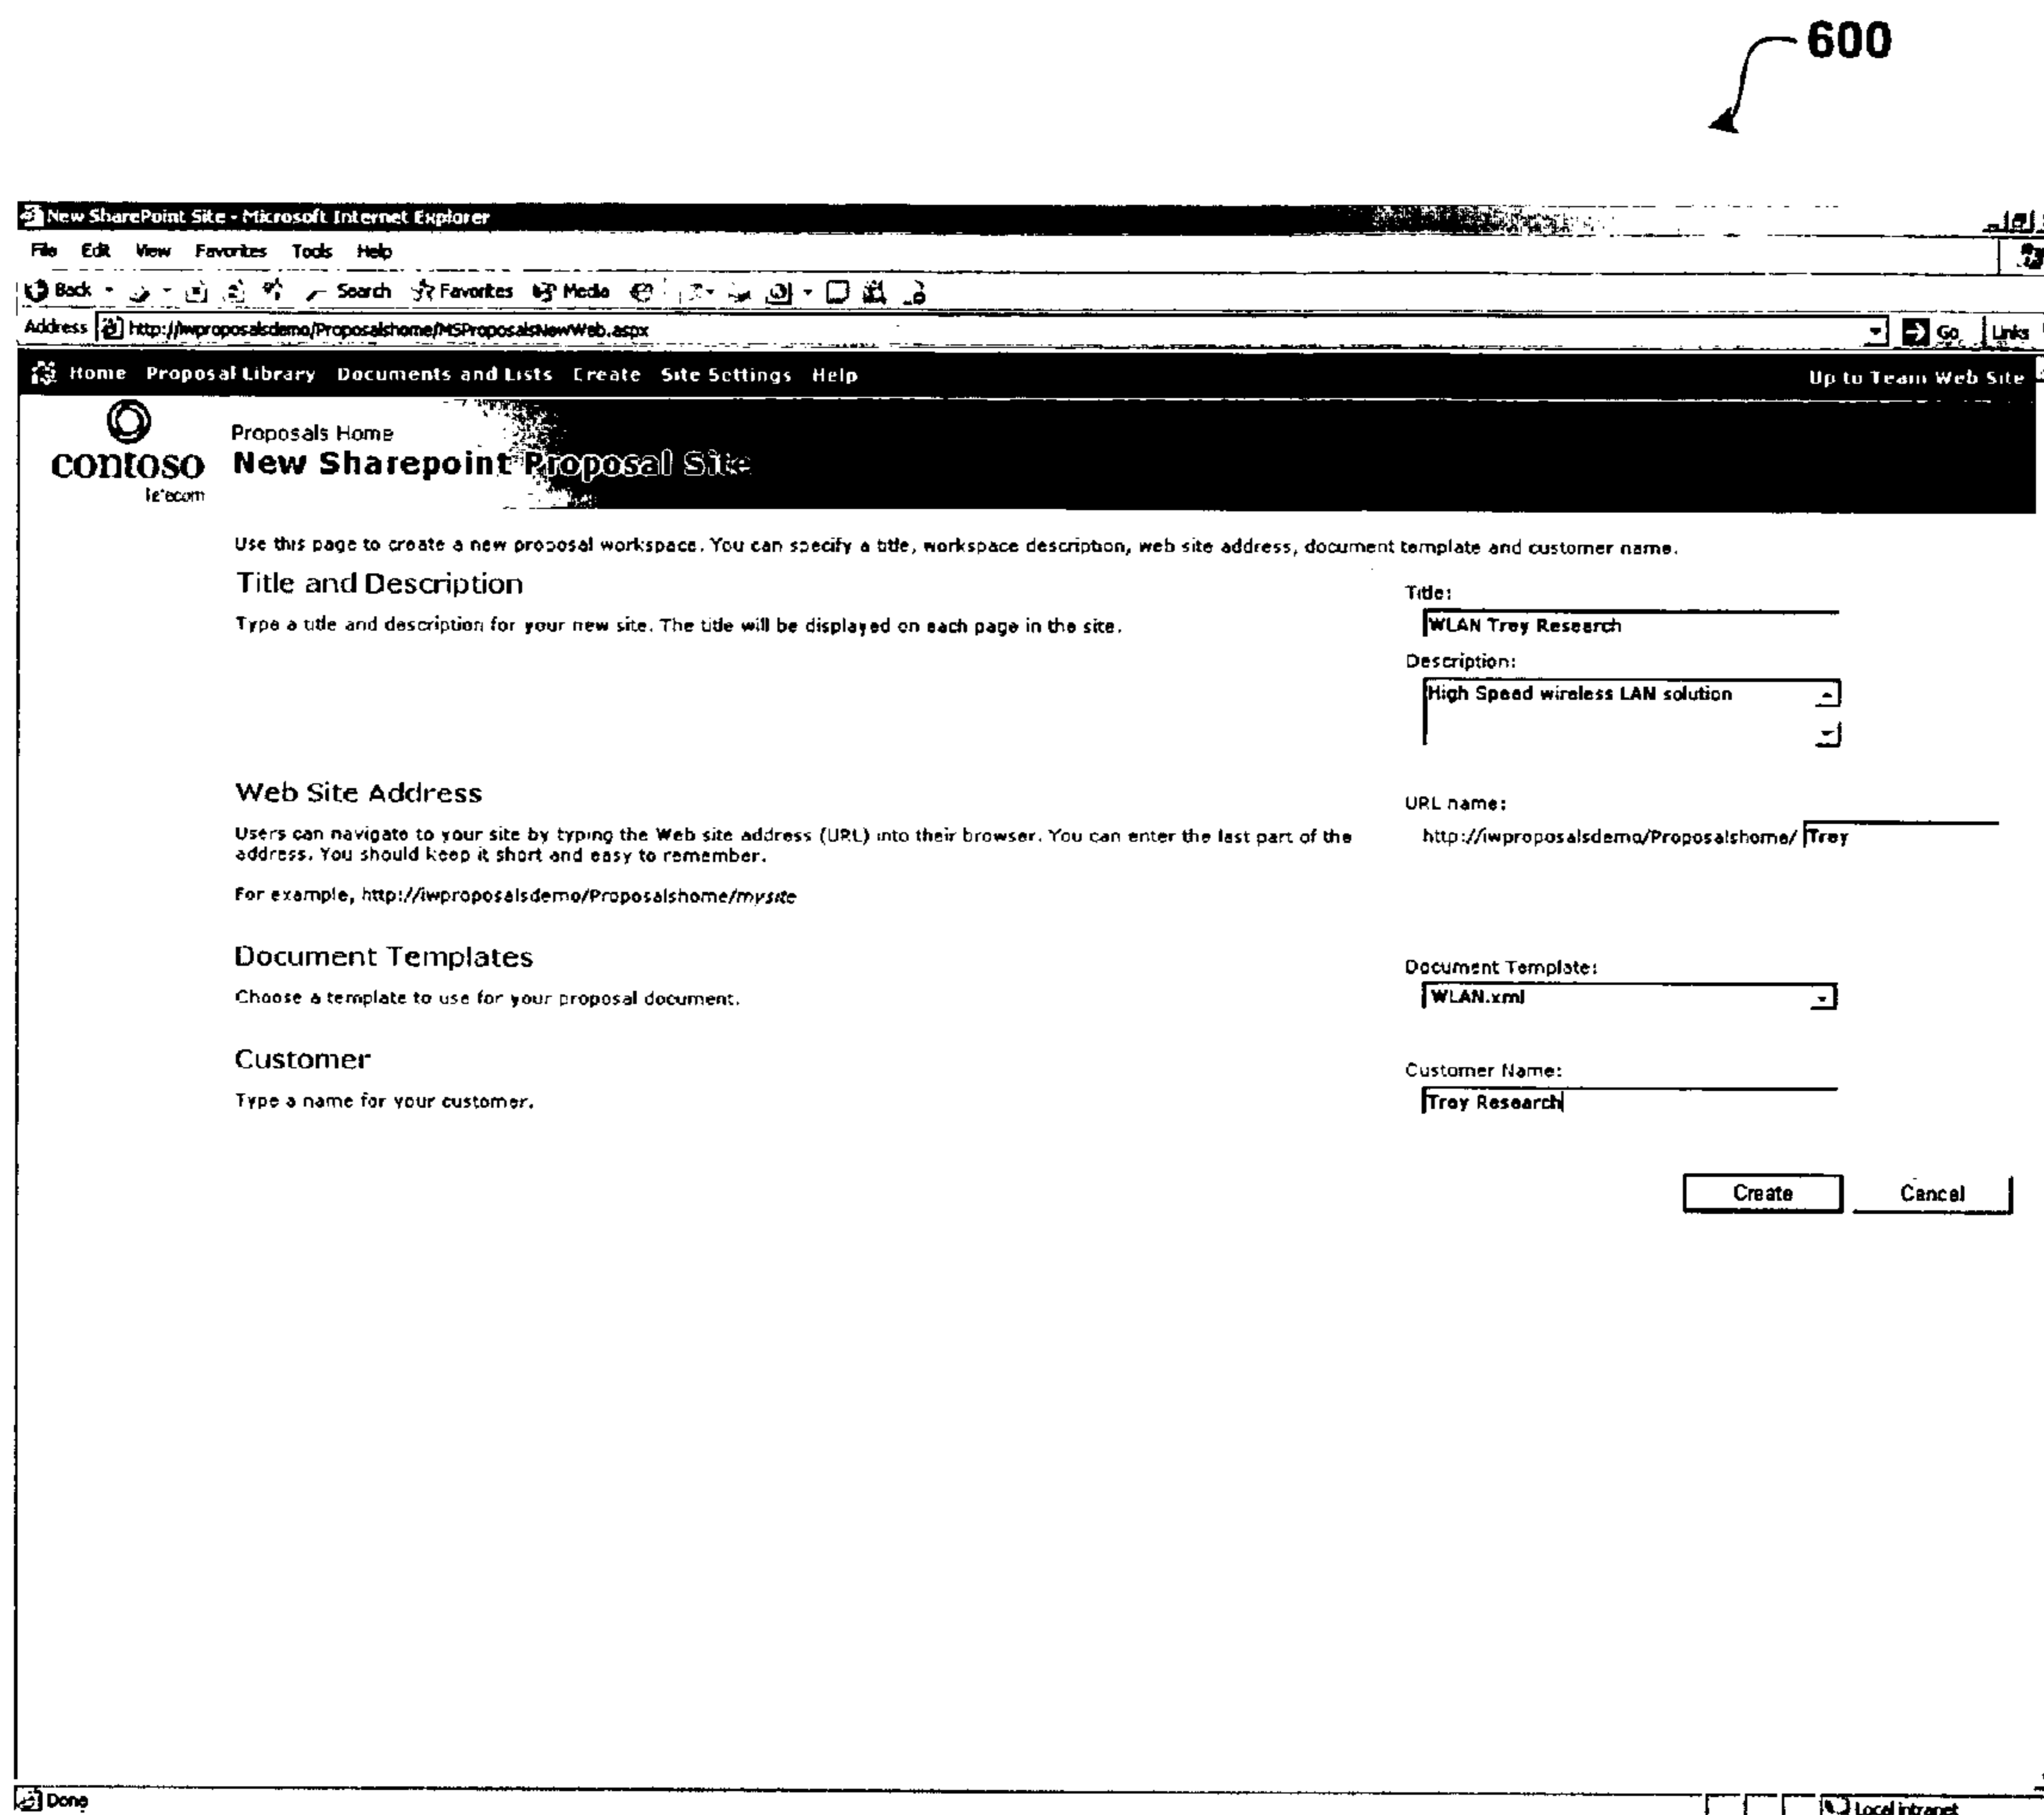 600
New SharePoint Site - Microsoft Internet Explorer
File Edit View Favorites Tools Help
Back Search Favorites Media
Address http://iwproposalsdemo/Proposalshome/MSProposalsNewWeb.aspx Go Links
Home Proposal Library Documents and Lists Create Site Settings Help Up to Team Web Site
contoso
Telecom
Proposals Home
New Sharepoint Proposal Site
Use this page to create a new proposal workspace. You can specify a title, workspace description, web site address, document template and customer name.
Title and Description
Type a title and description for your new site. The title will be displayed on each page in the site.
Title:
WLAN Trey Research
Description:
High Speed wireless LAN solution
Web Site Address
Users can navigate to your site by typing the Web site address (URL) into their browser. You can enter the last part of the
address. You should keep it short and easy to remember.
For example, http://iwproposalsdemo/Proposalshome/mysite
URL name:
http://iwproposalsdemo/Proposalshome/ Trey
Document Templates
Choose a template to use for your proposal document.
Document Template:
WLAN.xml
Customer
Type a name for your customer.
Customer Name:
Trey Research
Create Cancel
Done Local intranet